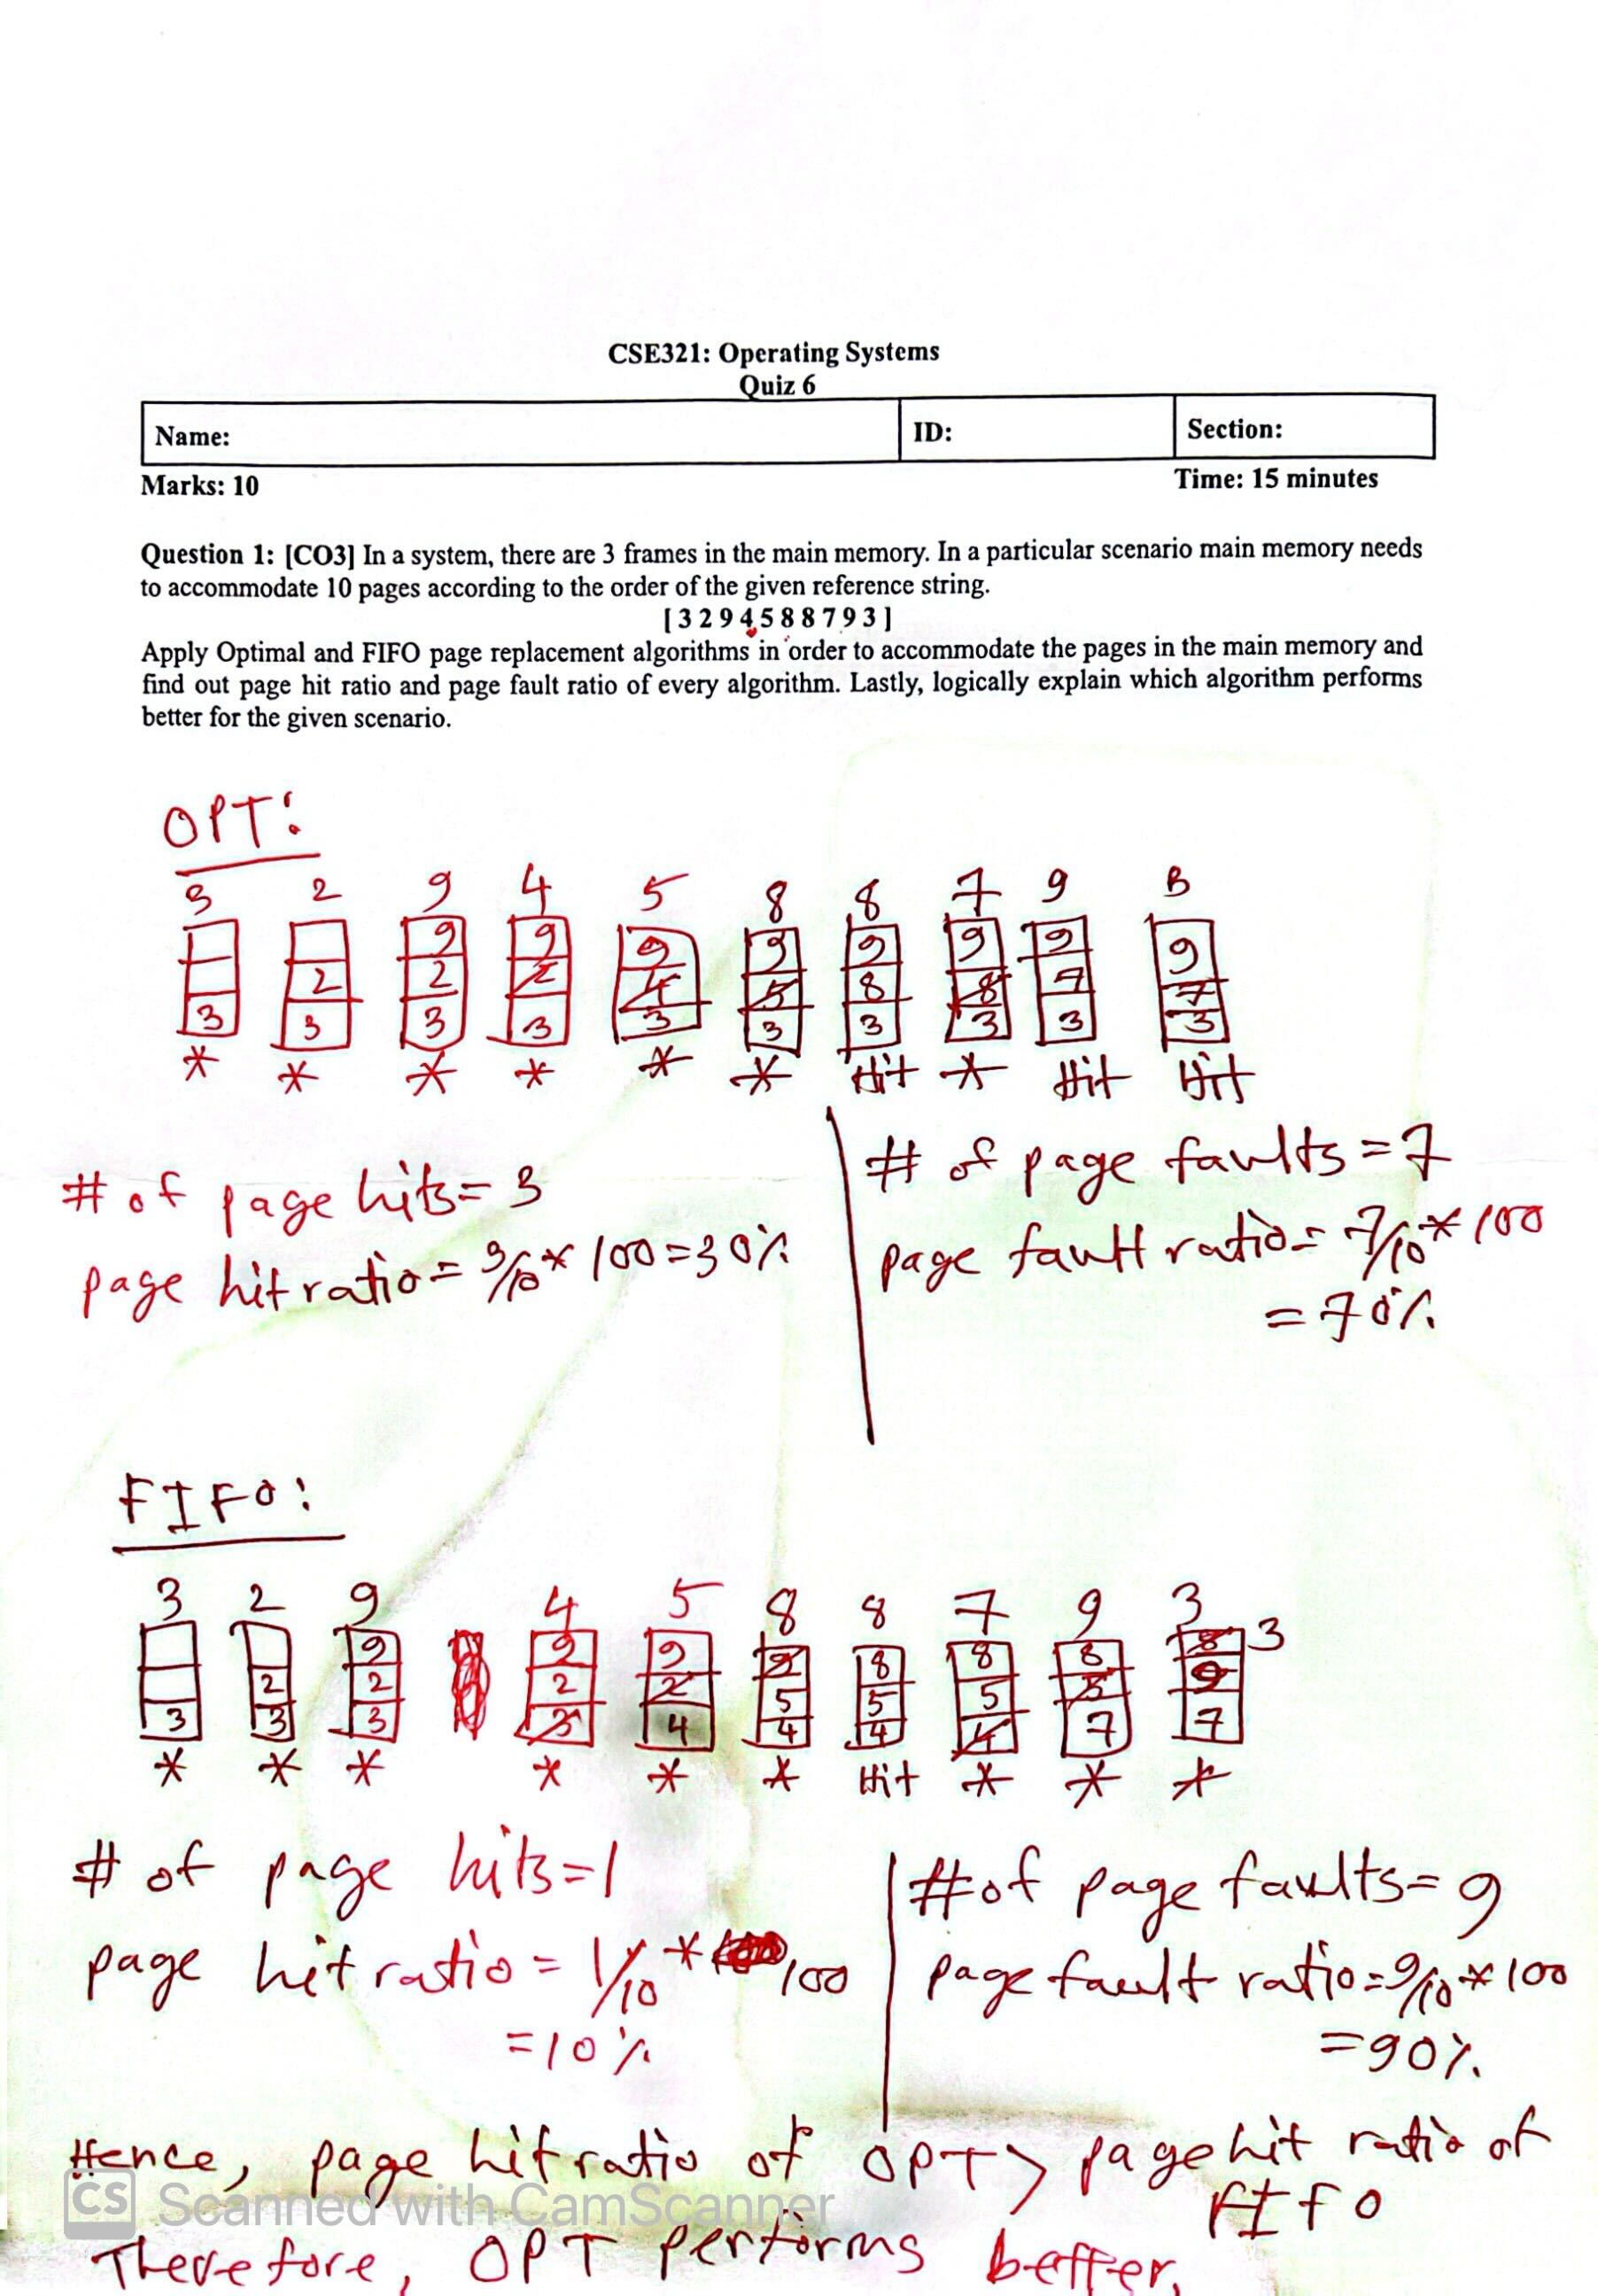 CSE321: Operating Systems
Quiz 6
Name: ID: Section:
Marks: 10 Time: 15 minutes
Question 1: [CO3] In a system, there are 3 frames in the main memory. In a particular scenario main memory needs
to accommodate 10 pages according to the order of the given reference string.
[ 3 2 9 4 5 8 8 7 9 3 ]
Apply Optimal and FIFO page replacement algorithms in order to accommodate the pages in the main memory and
find out page hit ratio and page fault ratio of every algorithm. Lastly, logically explain which algorithm performs
better for the given scenario.
OPT:
3 2 9 4 5 8 8 7 9 3
9 9 9 9 9 9 9 9
2 2 2 4 5 8 8 7 7
3 3 3 3 3 3 3 3 3 3
* * * * * * Hit * Hit Hit
# of page hits = 3
page hit ratio = 3/10 * 100 = 30%
# of page faults = 7
page fault ratio = 7/10 * 100
= 70%
FIFO:
3 2 9 4 5 8 8 7 9 3
9 9 9 9 8 8 8 8 3
2 2 2 2 5 5 5 5 9
3 3 3 3 4 4 4 4 7 7
* * * * * * Hit * * *
# of page hits = 1
page hit ratio = 1/10 * 100
= 10%
# of page faults = 9
page fault ratio = 9/10 * 100
= 90%
Hence, page hit ratio of OPT > page hit ratio of
FIFO
CS Scanned with CamScanner
Therefore, OPT performs better.